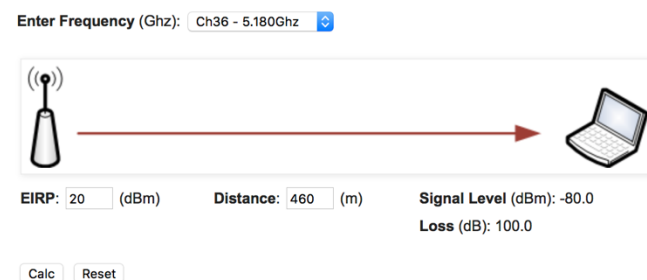 Enter Frequency (Ghz): Ch36 - 5.180Ghz
EIRP: 20 (dBm) Distance: 460 (m) Signal Level (dBm): -80.0
Loss (dB): 100.0
Calc Reset